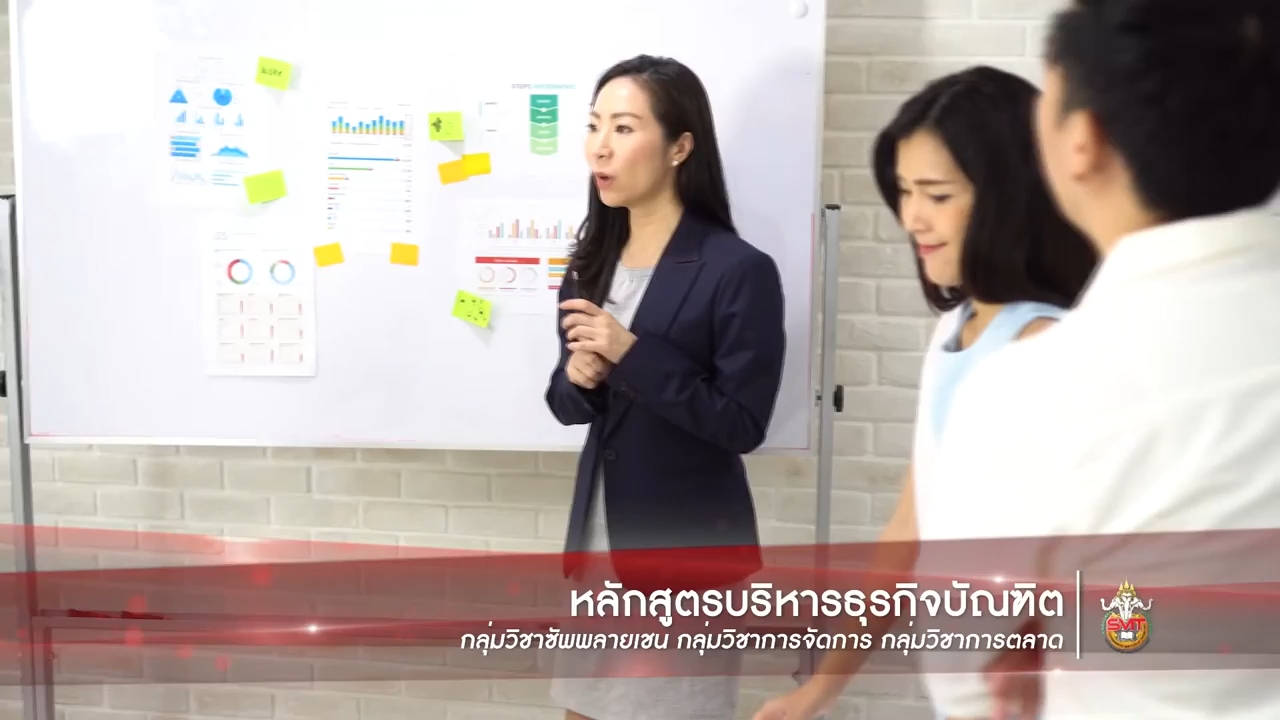 หลักสูตรบริหารธุรกิจบัณฑิต
กลุ่มวิชาซัพพลายเชน กลุ่มวิชาการจัดการ กลุ่มวิชาการตลาด
SMT